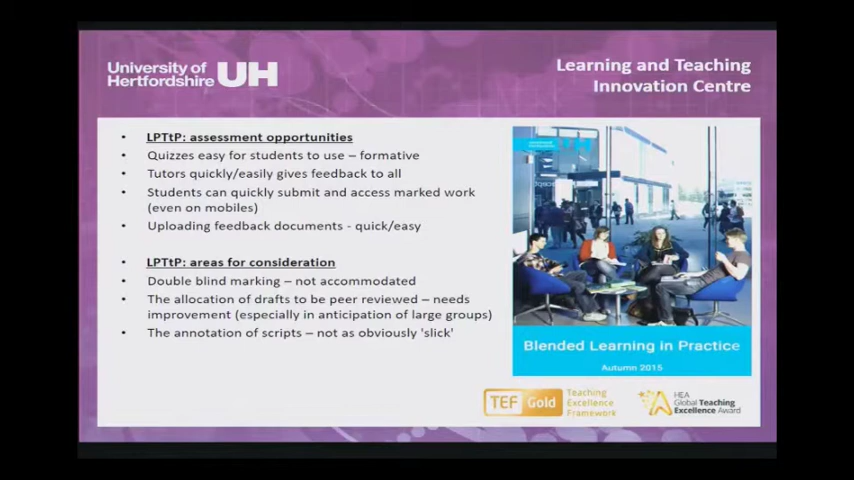 University of
Hertfordshire UH
Learning and Teaching
Innovation Centre
• LPTtP: assessment opportunities
• Quizzes easy for students to use – formative
• Tutors quickly/easily gives feedback to all
• Students can quickly submit and access marked work
(even on mobiles)
• Uploading feedback documents - quick/easy
• LPTtP: areas for consideration
• Double blind marking – not accommodated
• The allocation of drafts to be peer reviewed – needs
improvement (especially in anticipation of large groups)
• The annotation of scripts – not as obviously 'slick'
UH
Blended Learning in Practice
Autumn 2015
TEF Gold
Teaching
Excellence
Framework
HEA
Global Teaching
Excellence Award